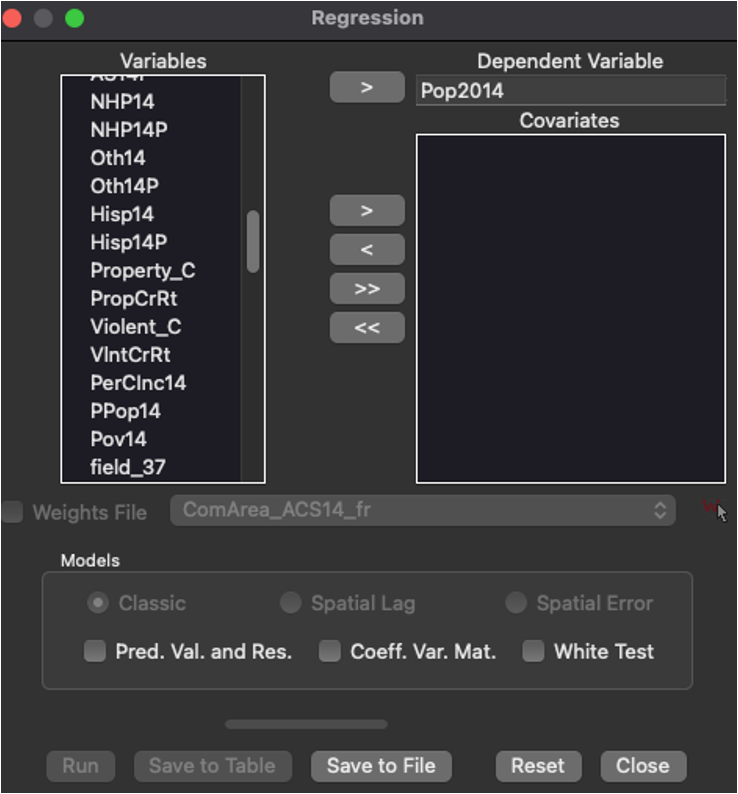 Regression
Variables
Dependent Variable
>
Pop2014
Covariates
NHP14
NHP14P
Oth14
Oth14P
Hisp14
Hisp14P
Property_C
PropCrRt
Violent_C
VlntCrRt
PerCInc14
PPop14
Pov14
field_37
>
<
>>
<<
Weights File
ComArea_ACS14_fr
Models
Classic
Spatial Lag
Spatial Error
Pred. Val. and Res.
Coeff. Var. Mat.
White Test
Run
Save to Table
Save to File
Reset
Close